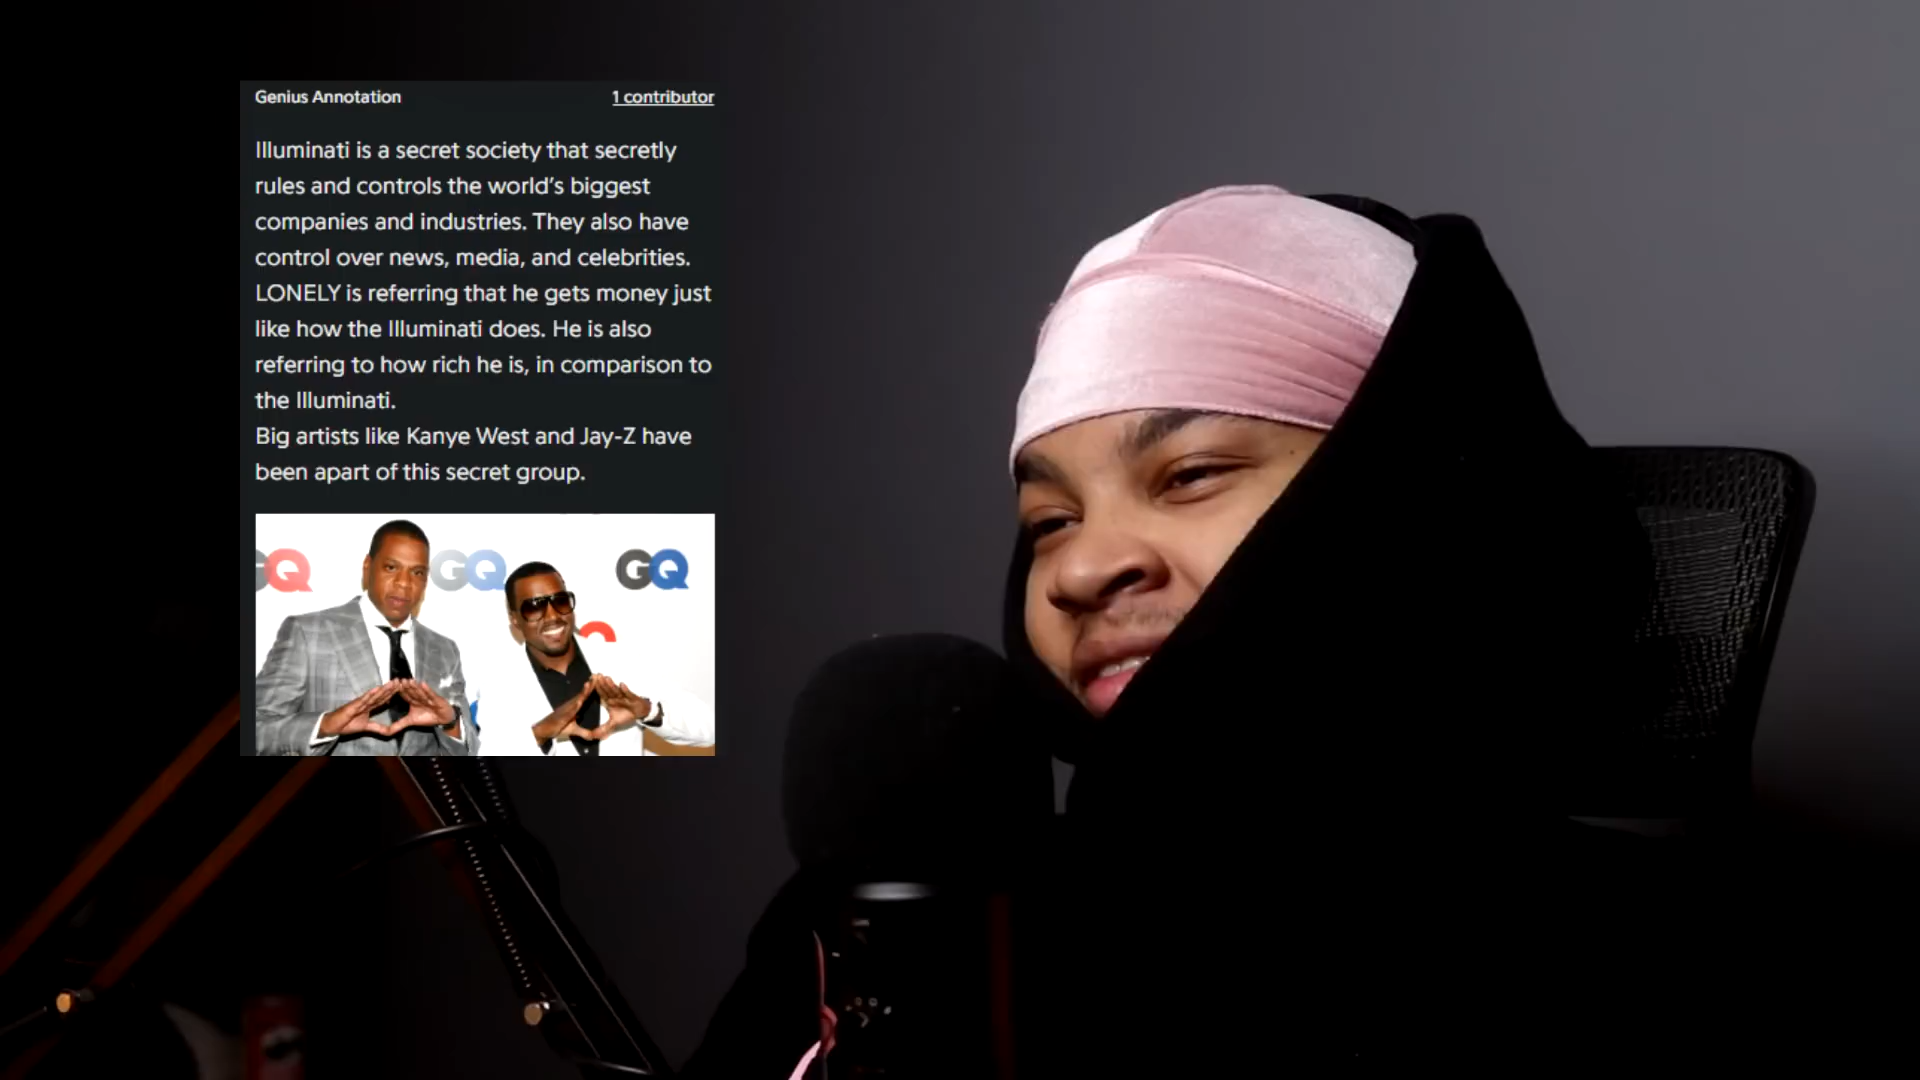 Genius Annotation 1 contributor
Illuminati is a secret society that secretly
rules and controls the world's biggest
companies and industries. They also have
control over news, media, and celebrities.
LONELY is referring that he gets money just
like how the Illuminati does. He is also
referring to how rich he is, in comparison to
the Illuminati.
Big artists like Kanye West and Jay-Z have
been apart of this secret group.
GQ GQ GQ